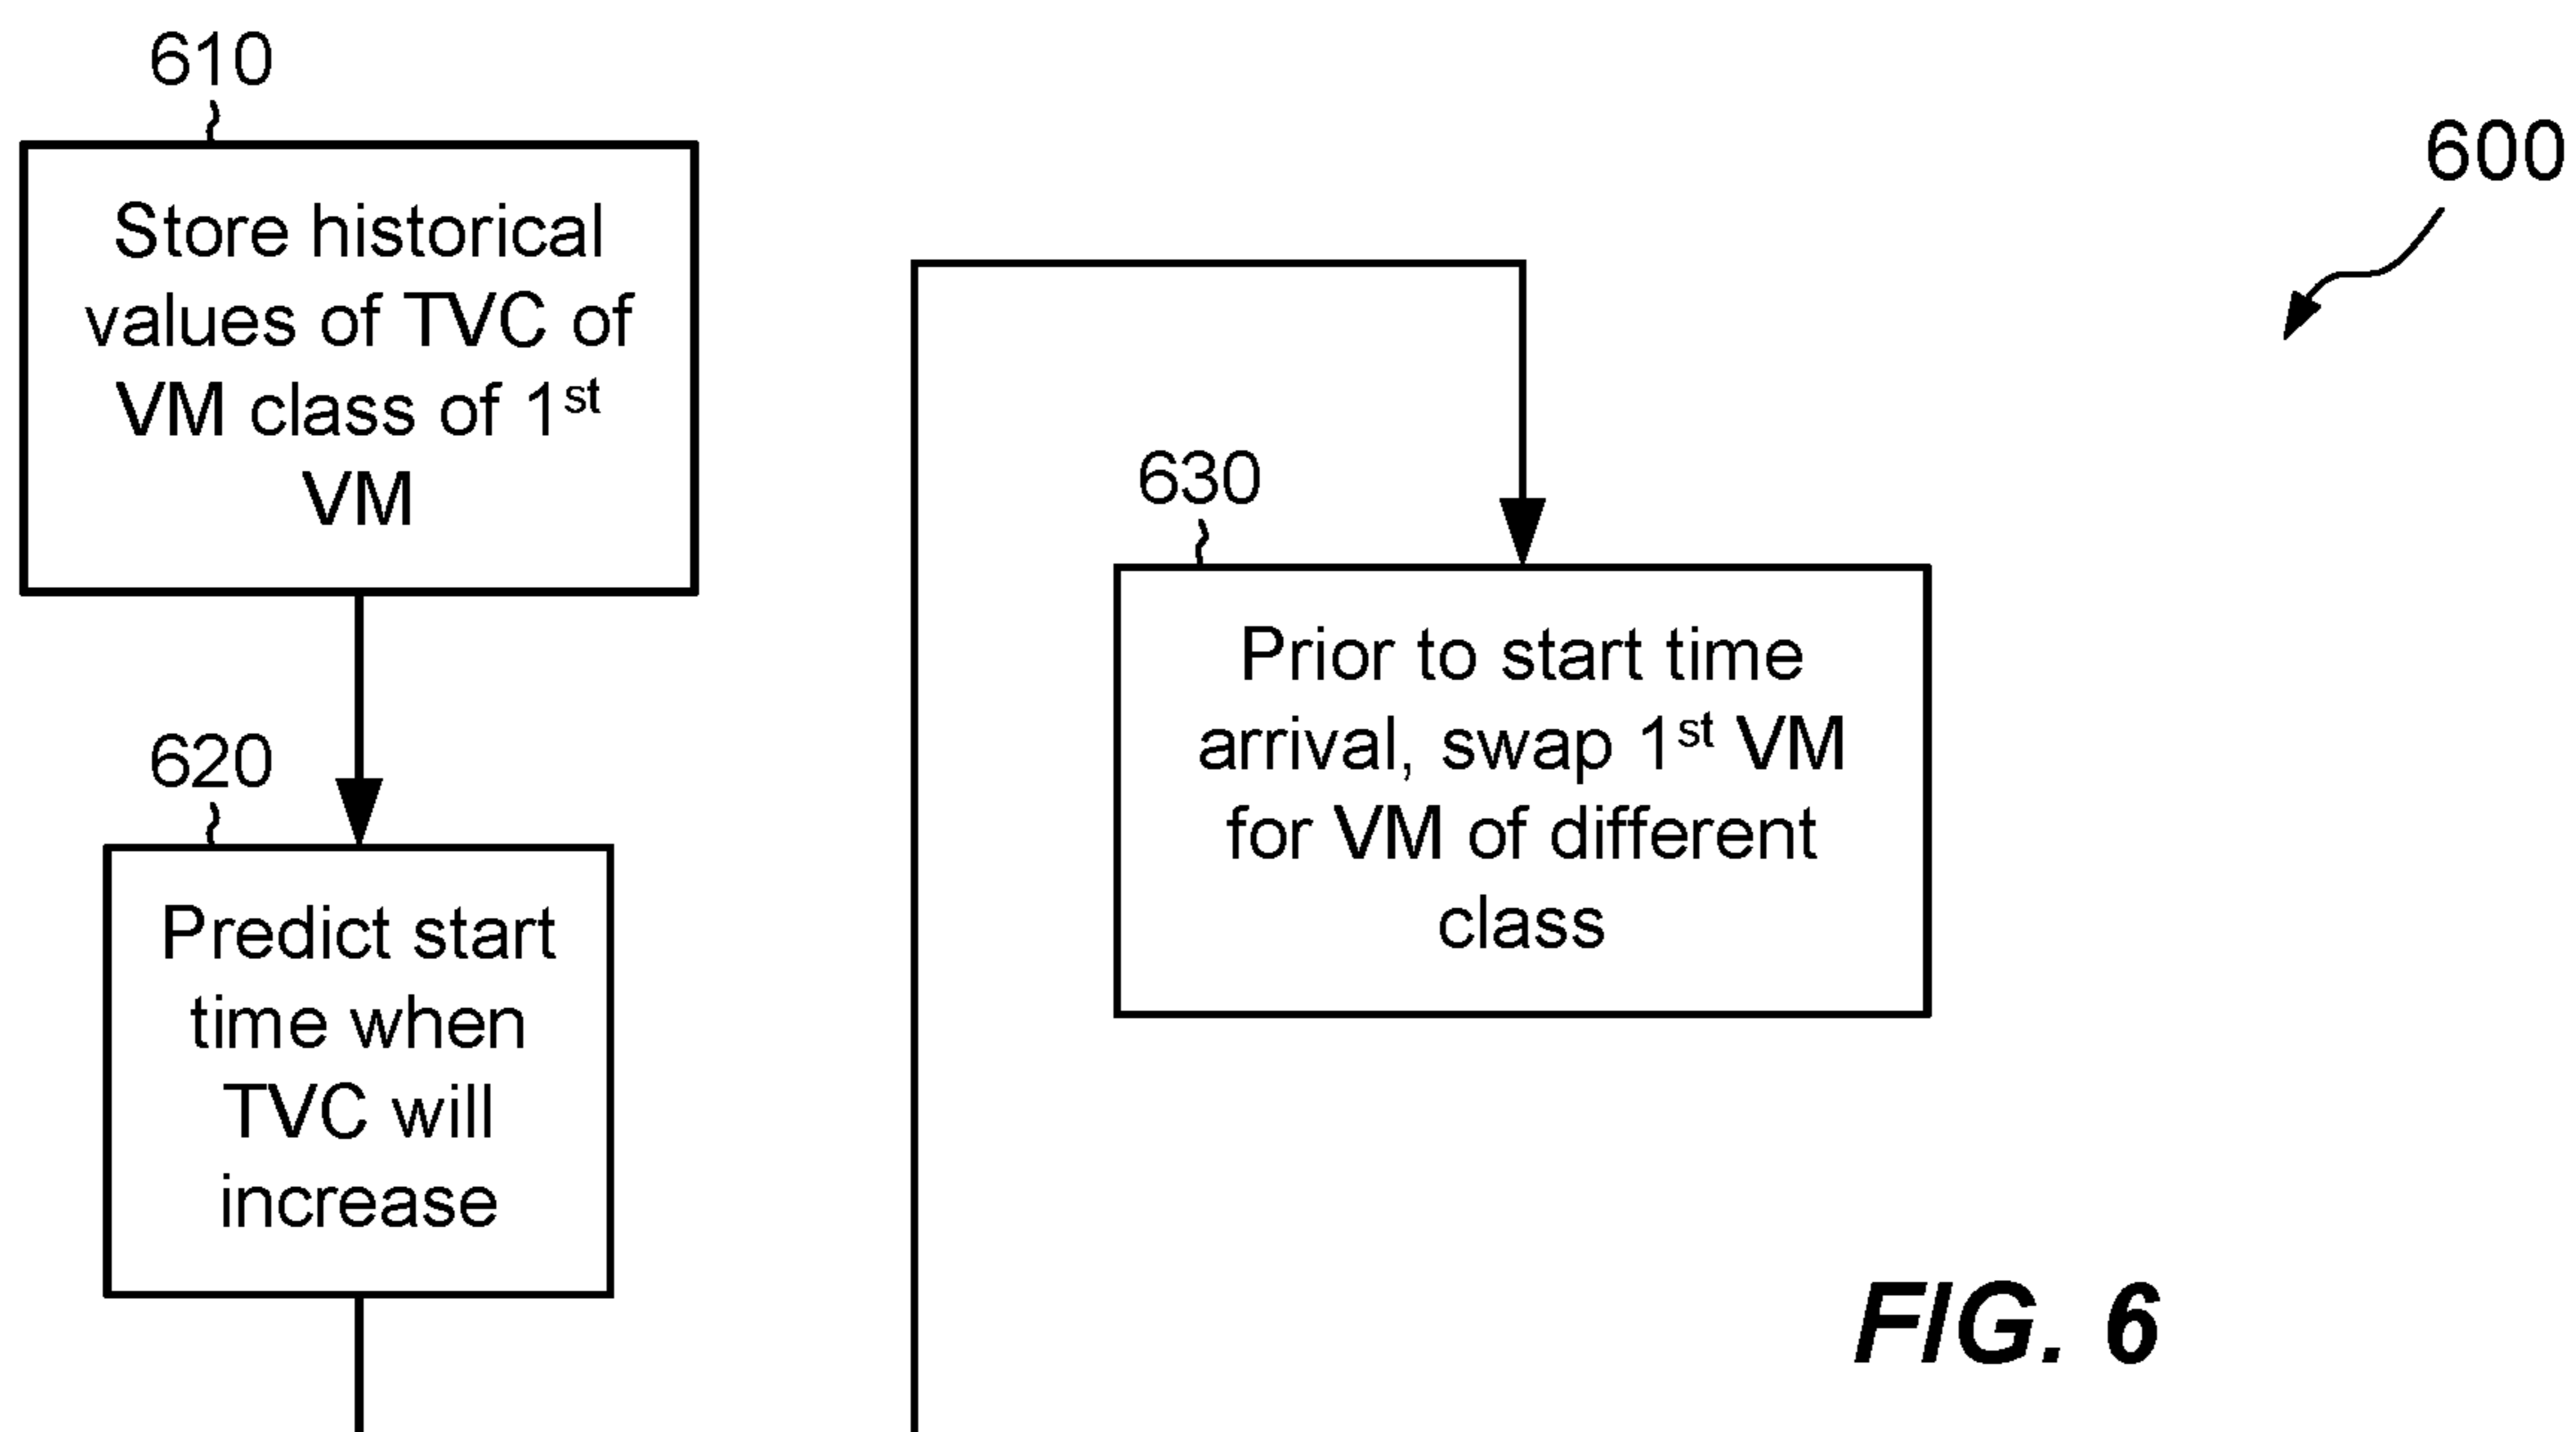 610
Store historical
values of TVC of
VM class of 1st
VM
620
Predict start
time when
TVC will
increase
630
Prior to start time
arrival, swap 1st VM
for VM of different
class
600
FIG. 6